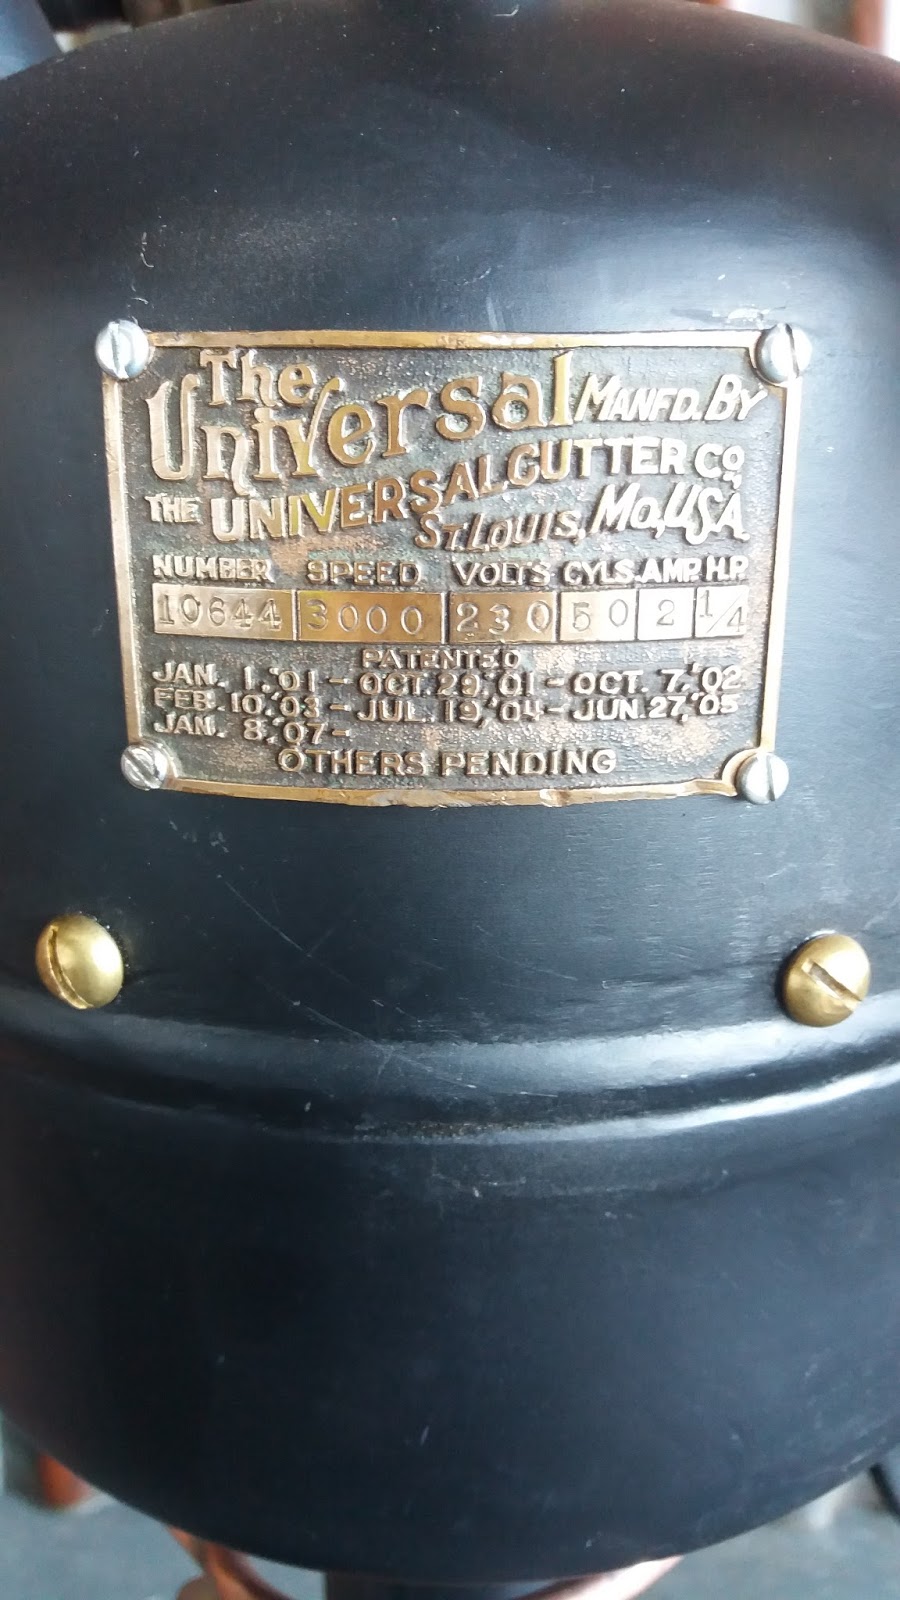 The
Universal MANFD. BY
THE UNIVERSAL CUTTER CO.
ST. LOUIS, MO, USA.
NUMBER SPEED VOLTS CYLS. AMP. H.P.
10644 3000 230 50 2 1/4
PATENTED
JAN. 1, '01 - OCT. 29, '01 - OCT. 7, '02
FEB. 10, '03 - JUL. 19, '04 - JUN. 27, '05
JAN. 8, '07 -
OTHERS PENDING